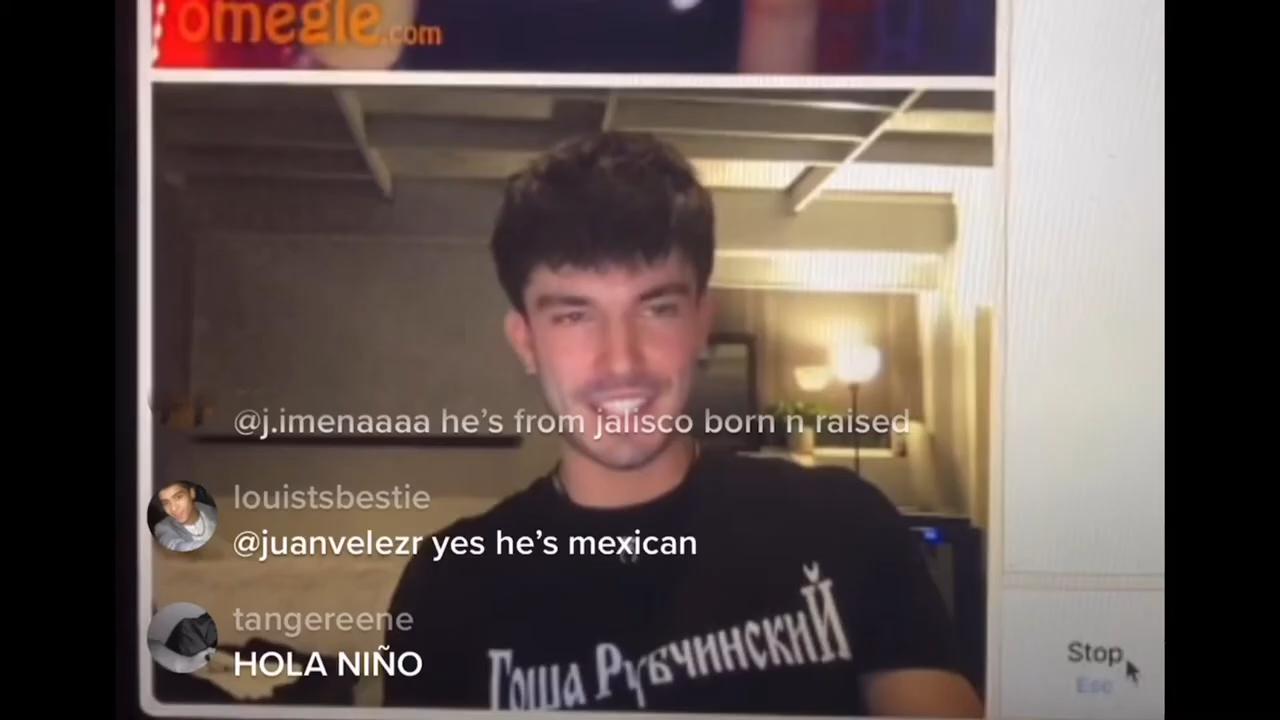 omegle.com
@j.imenaaaa he’s from jalisco born n raised
louistsbestie
@juanvelezr yes he’s mexican
tangereene
HOLA NIÑO
Гоша РубчинскиЙ
Stop
Esc